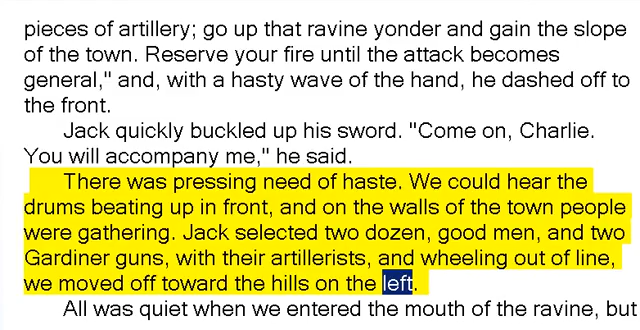 pieces of artillery; go up that ravine yonder and gain the slope
of the town. Reserve your fire until the attack becomes
general," and, with a hasty wave of the hand, he dashed off to
the front.
Jack quickly buckled up his sword. "Come on, Charlie.
You will accompany me," he said.
There was pressing need of haste. We could hear the
drums beating up in front, and on the walls of the town people
were gathering. Jack selected two dozen, good men, and two
Gardiner guns, with their artillerists, and wheeling out of line,
we moved off toward the hills on the left.
All was quiet when we entered the mouth of the ravine, but